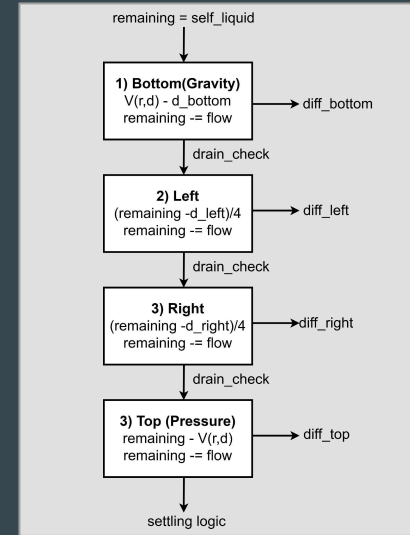 remaining = self_liquid
1) Bottom(Gravity)
V(r,d) - d_bottom
remaining -= flow
diff_bottom
drain_check
2) Left
(remaining -d_left)/4
remaining -= flow
diff_left
drain_check
3) Right
(remaining -d_right)/4
remaining -= flow
diff_right
drain_check
3) Top (Pressure)
remaining - V(r,d)
remaining -= flow
diff_top
settling logic